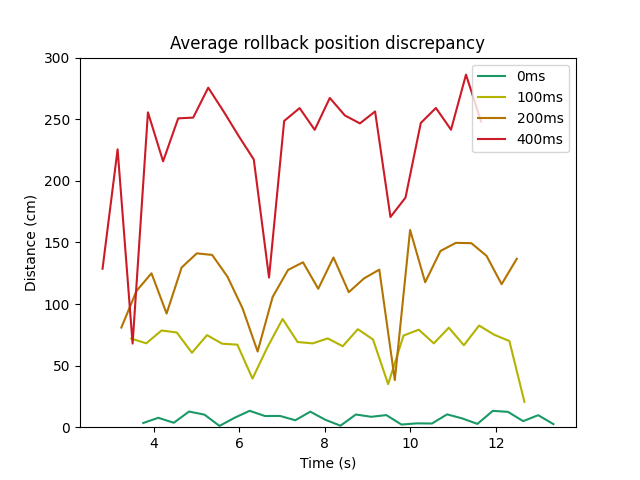 Average rollback position discrepancy
300
250
200
150
100
50
0
Distance (cm)
0ms
100ms
200ms
400ms
4
6
8
10
12
Time (s)